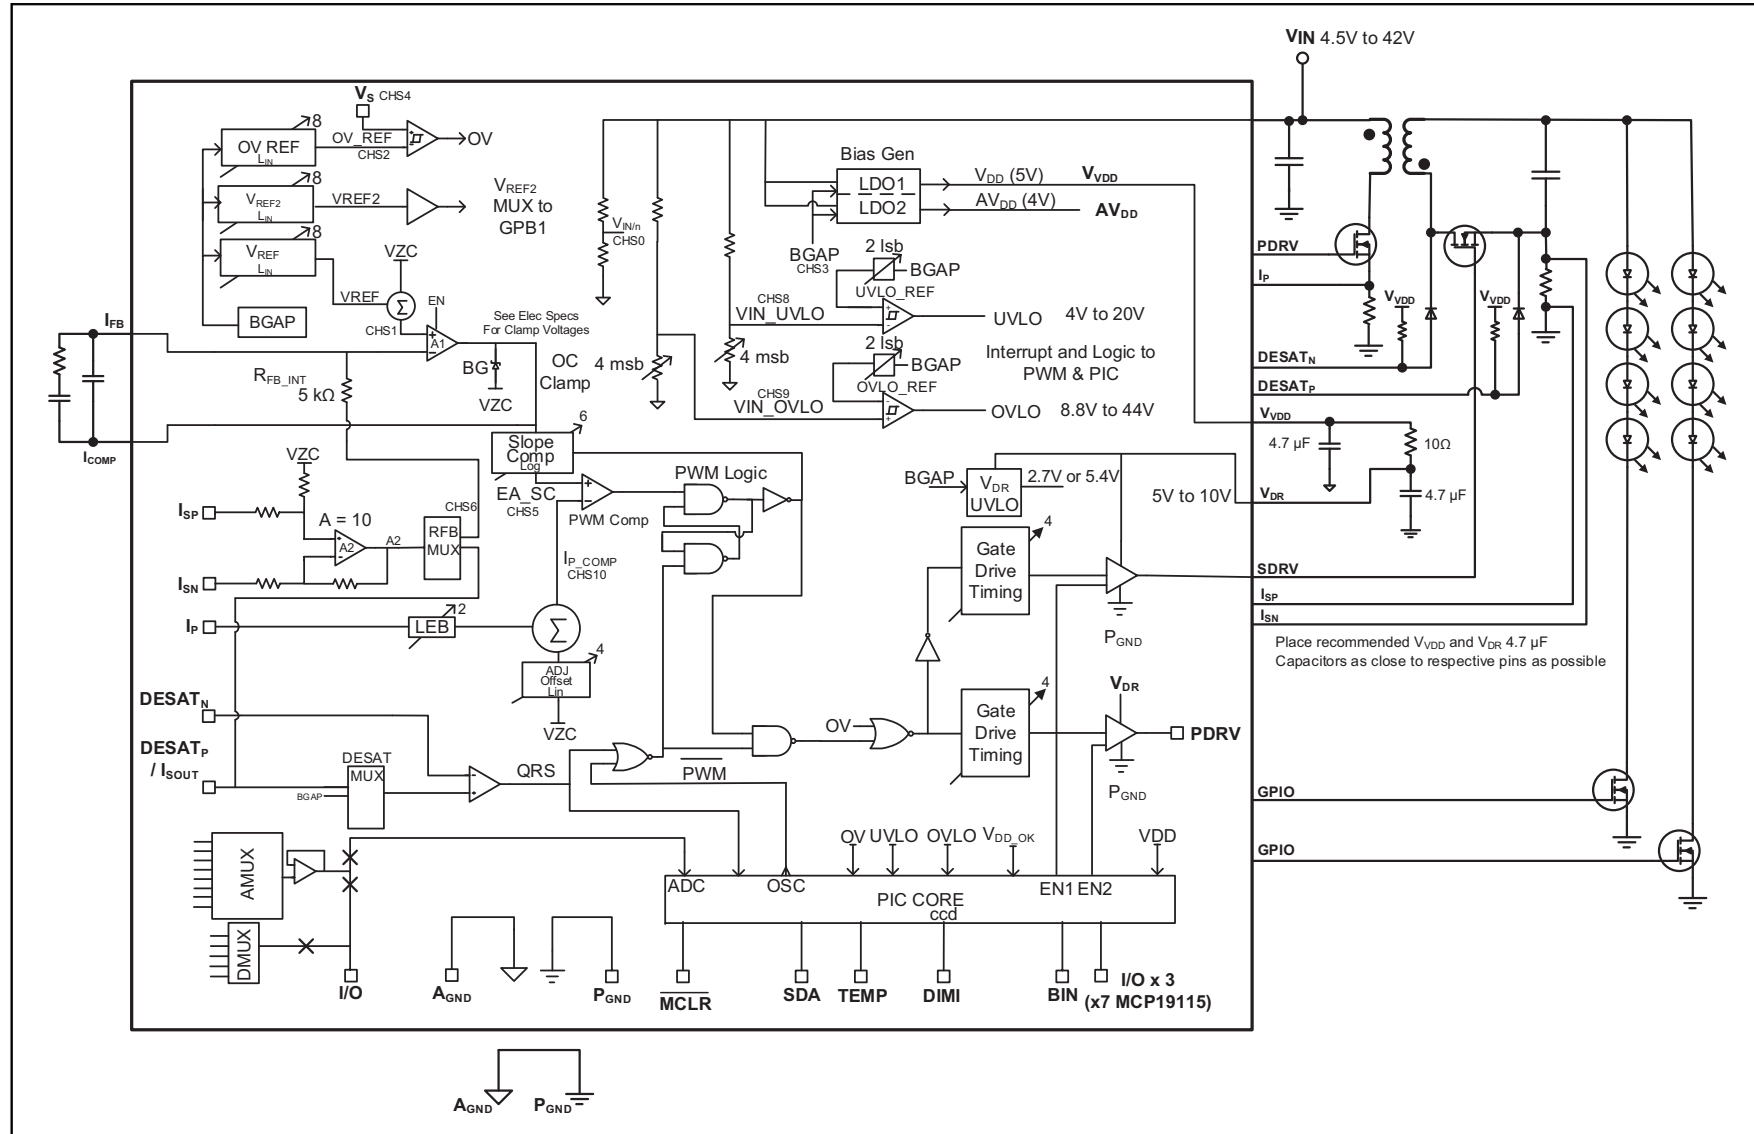 VIN 4.5V to 42V
VS CHS4
8
OV REF
LIN
OV_REF
CHS2
OV
8
VREF2
LIN
VREF2
VREF2
MUX to
GPB1
8
VREF
LIN
VREF
VZC
Σ
CHS1
EN
BGAP
IFB
A1
See Elec Specs
For Clamp Voltages
BG
OC
Clamp
VZC
RFB_INT
5 kΩ
ICOMP
VIN/n
CHS0
4 msb
4 msb
Bias Gen
LDO1
LDO2
VDD (5V)
VVDD
AVDD (4V)
AVDD
BGAP
CHS3
2 lsb
BGAP
UVLO_REF
CHS8
VIN_UVLO
UVLO
4V to 20V
2 lsb
BGAP
OVLO_REF
Interrupt and Logic to
PWM & PIC
CHS9
VIN_OVLO
OVLO
8.8V to 44V
PDRV
IP
VVDD
VVDD
DESATN
DESATP
VVDD
4.7 µF
10Ω
5V to 10V
VDR
4.7 µF
SDRV
ISP
ISN
Place recommended VVDD and VDR 4.7 µF
Capacitors as close to respective pins as possible
6
Slope
Comp
Log
EA_SC
CHS5
PWM Comp
PWM Logic
BGAP
VDR
UVLO
2.7V or 5.4V
VZC
ISP
A = 10
A2
A2
CHS6
RFB
MUX
ISN
IP
2
LEB
IP_COMP
CHS10
Σ
4
ADJ
Offset
Lin
VZC
4
Gate
Drive
Timing
PGND
DESATN
DESATP
/ ISOUT
DESAT
MUX
BGAP
QRS
PWM
OV
4
Gate
Drive
Timing
VDR
PDRV
PGND
GPIO
GPIO
AMUX
DMUX
I/O
AGND
PGND
OV
UVLO
OVLO
VDD_OK
VDD
ADC
OSC
EN1
EN2
PIC CORE
ccd
MCLR
SDA
TEMP
DIMI
BIN
I/O x 3
(x7 MCP19115)
AGND
PGND